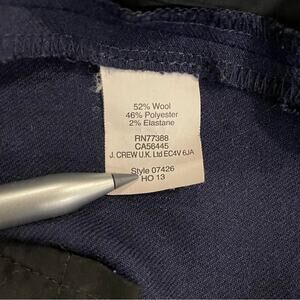 52% Wool
46% Polyester
2% Elastane
RN77388
CA56445
J. CREW U.K. Ltd EC4V 6JA
Style 07426
HO 13